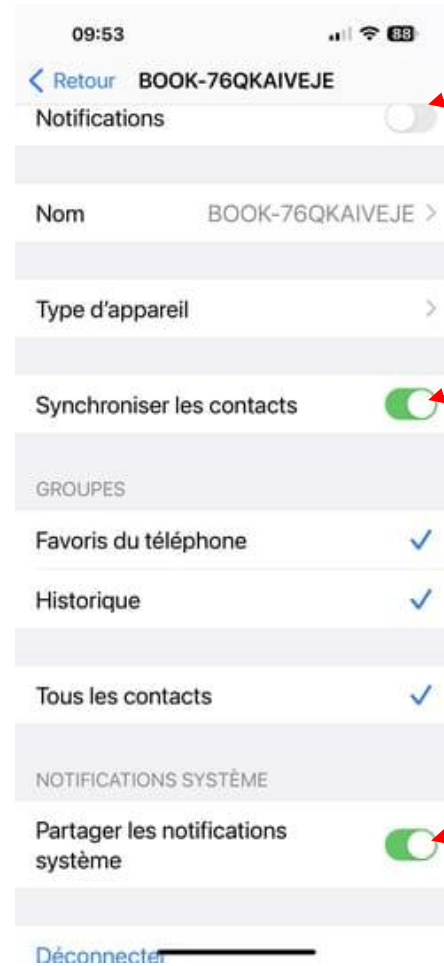 09:53 88
Retour BOOK-76QKAIVEJE
Notifications
Nom BOOK-76QKAIVEJE
Type d'appareil
Synchroniser les contacts
GROUPES
Favoris du téléphone
Historique
Tous les contacts
NOTIFICATIONS SYSTÈME
Partager les notifications
système
Déconnecter